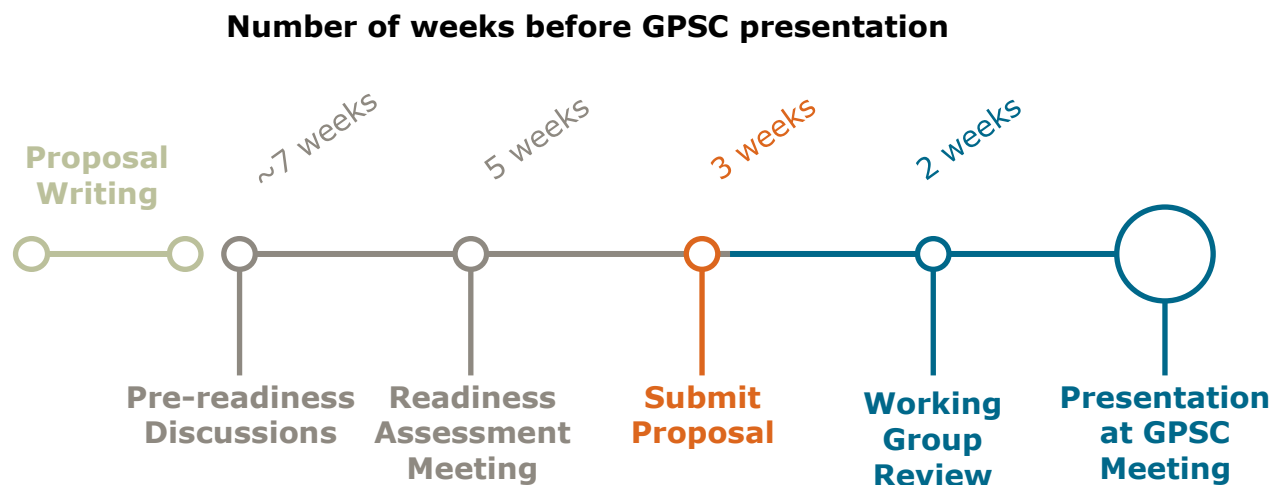 Number of weeks before GPSC presentation
~7 weeks
5 weeks
3 weeks
2 weeks
Proposal
Writing
Pre-readiness
Discussions
Readiness
Assessment
Meeting
Submit
Proposal
Working
Group
Review
Presentation
at GPSC
Meeting